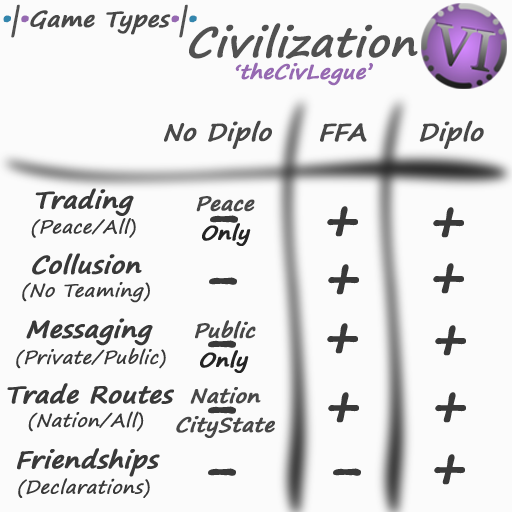 •|•Game Types•|•
Civilization VI
‘theCivLegue’
No Diplo FFA Diplo
Trading Peace
(Peace/All) Only + +
Collusion
(No Teaming) – + +
Messaging Public
(Private/Public) Only + +
Trade Routes Nation
(Nation/All) CityState + +
Friendships
(Declarations) – – +